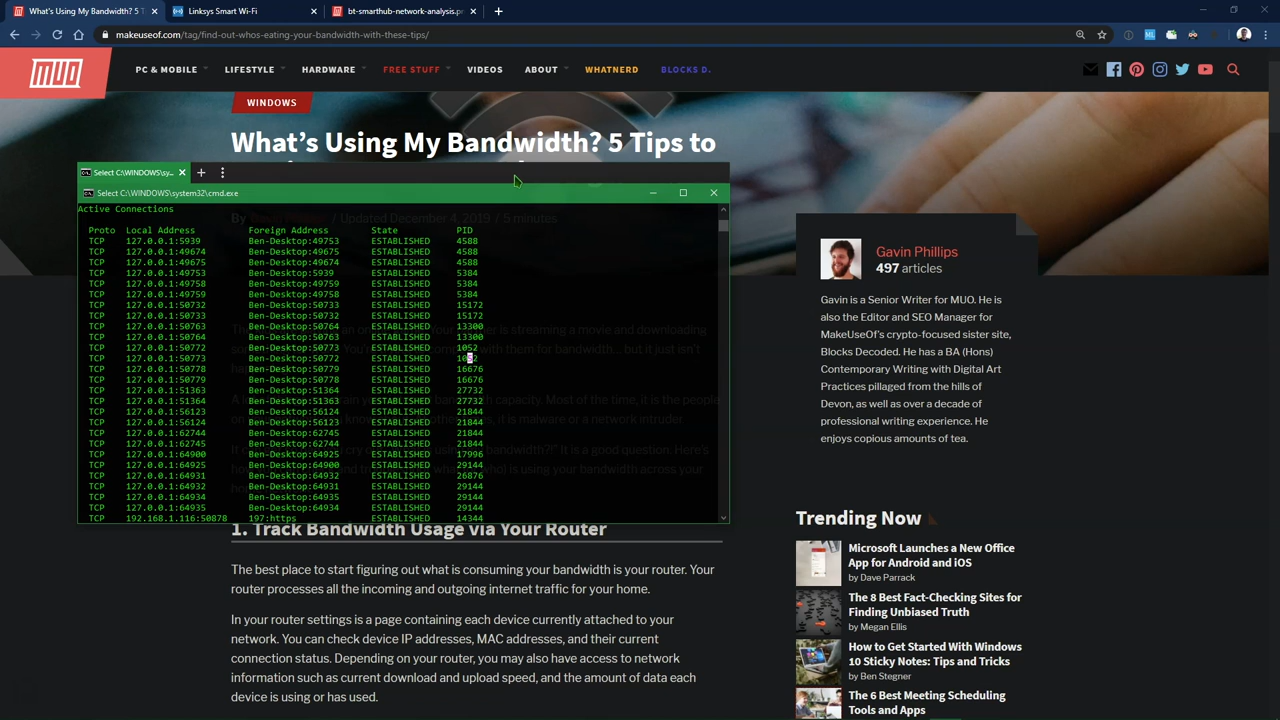 What's Using My Bandwidth? 5 T
Linksys Smart Wi-Fi
bt-smarthub-network-analysis.pr
makeuseof.com/tag/find-out-whos-eating-your-bandwidth-with-these-tips/
MUO
PC & MOBILE
LIFESTYLE
HARDWARE
FREE STUFF
VIDEOS
ABOUT
WHATNERD
BLOCKS D.
WINDOWS
What's Using My Bandwidth? 5 Tips to
Select C:\WINDOWS\sy...
Select C:\WINDOWS\system32\cmd.exe
Active Connections
By Gavin Phillips / Updated December 4, 2019 / 5 minutes
Proto Local Address Foreign Address State PID
TCP 127.0.0.1:5939 Ben-Desktop:49753 ESTABLISHED 4588
TCP 127.0.0.1:49674 Ben-Desktop:49675 ESTABLISHED 4588
TCP 127.0.0.1:49675 Ben-Desktop:49674 ESTABLISHED 4588
TCP 127.0.0.1:49753 Ben-Desktop:5939 ESTABLISHED 5384
TCP 127.0.0.1:49758 Ben-Desktop:49759 ESTABLISHED 5384
TCP 127.0.0.1:49759 Ben-Desktop:49758 ESTABLISHED 5384
TCP 127.0.0.1:50732 Ben-Desktop:50733 ESTABLISHED 15172
TCP 127.0.0.1:50733 Ben-Desktop:50732 ESTABLISHED 15172
TCP 127.0.0.1:50763 Ben-Desktop:50764 ESTABLISHED 13300
TCP 127.0.0.1:50764 Ben-Desktop:50763 ESTABLISHED 13300
TCP 127.0.0.1:50772 Ben-Desktop:50773 ESTABLISHED 1052
TCP 127.0.0.1:50773 Ben-Desktop:50772 ESTABLISHED 1052
TCP 127.0.0.1:50778 Ben-Desktop:50779 ESTABLISHED 16676
TCP 127.0.0.1:50779 Ben-Desktop:50778 ESTABLISHED 16676
TCP 127.0.0.1:51363 Ben-Desktop:51364 ESTABLISHED 27732
TCP 127.0.0.1:51364 Ben-Desktop:51363 ESTABLISHED 27732
TCP 127.0.0.1:56123 Ben-Desktop:56124 ESTABLISHED 21844
TCP 127.0.0.1:56124 Ben-Desktop:56123 ESTABLISHED 21844
TCP 127.0.0.1:62744 Ben-Desktop:62745 ESTABLISHED 21844
TCP 127.0.0.1:62745 Ben-Desktop:62744 ESTABLISHED 21844
TCP 127.0.0.1:64900 Ben-Desktop:64925 ESTABLISHED 17996
TCP 127.0.0.1:64925 Ben-Desktop:64900 ESTABLISHED 29144
TCP 127.0.0.1:64931 Ben-Desktop:64932 ESTABLISHED 26876
TCP 127.0.0.1:64932 Ben-Desktop:64931 ESTABLISHED 29144
TCP 127.0.0.1:64934 Ben-Desktop:64935 ESTABLISHED 29144
TCP 127.0.0.1:64935 Ben-Desktop:64934 ESTABLISHED 29144
TCP 192.168.1.116:50878 197:https ESTABLISHED 14344
1. Track Bandwidth Usage via Your Router
The best place to start figuring out what is consuming your bandwidth is your router. Your
router processes all the incoming and outgoing internet traffic for your home.
In your router settings is a page containing each device currently attached to your
network. You can check device IP addresses, MAC addresses, and their current
connection status. Depending on your router, you may also have access to network
information such as current download and upload speed, and the amount of data each
device is using or has used.
Gavin Phillips
497 articles
Gavin is a Senior Writer for MUO. He is
also the Editor and SEO Manager for
MakeUseOf's crypto-focused sister site,
Blocks Decoded. He has a BA (Hons)
Contemporary Writing with Digital Art
Practices pillaged from the hills of
Devon, as well as over a decade of
professional writing experience. He
enjoys copious amounts of tea.
Trending Now
Microsoft Launches a New Office
App for Android and iOS
by Dave Parrack
The 8 Best Fact-Checking Sites for
Finding Unbiased Truth
by Megan Ellis
How to Get Started With Windows
10 Sticky Notes: Tips and Tricks
by Ben Stegner
The 6 Best Meeting Scheduling
Tools and Apps